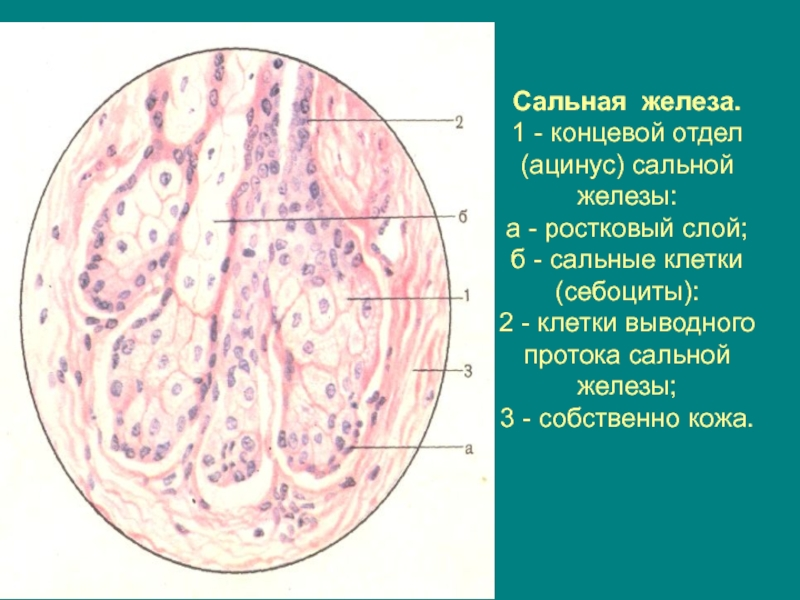 2
б
1
3
а
Сальная железа.
1 - концевой отдел
(ацинус) сальной
железы:
а - ростковый слой;
б - сальные клетки
(себоциты):
2 - клетки выводного
протока сальной
железы;
3 - собственно кожа.